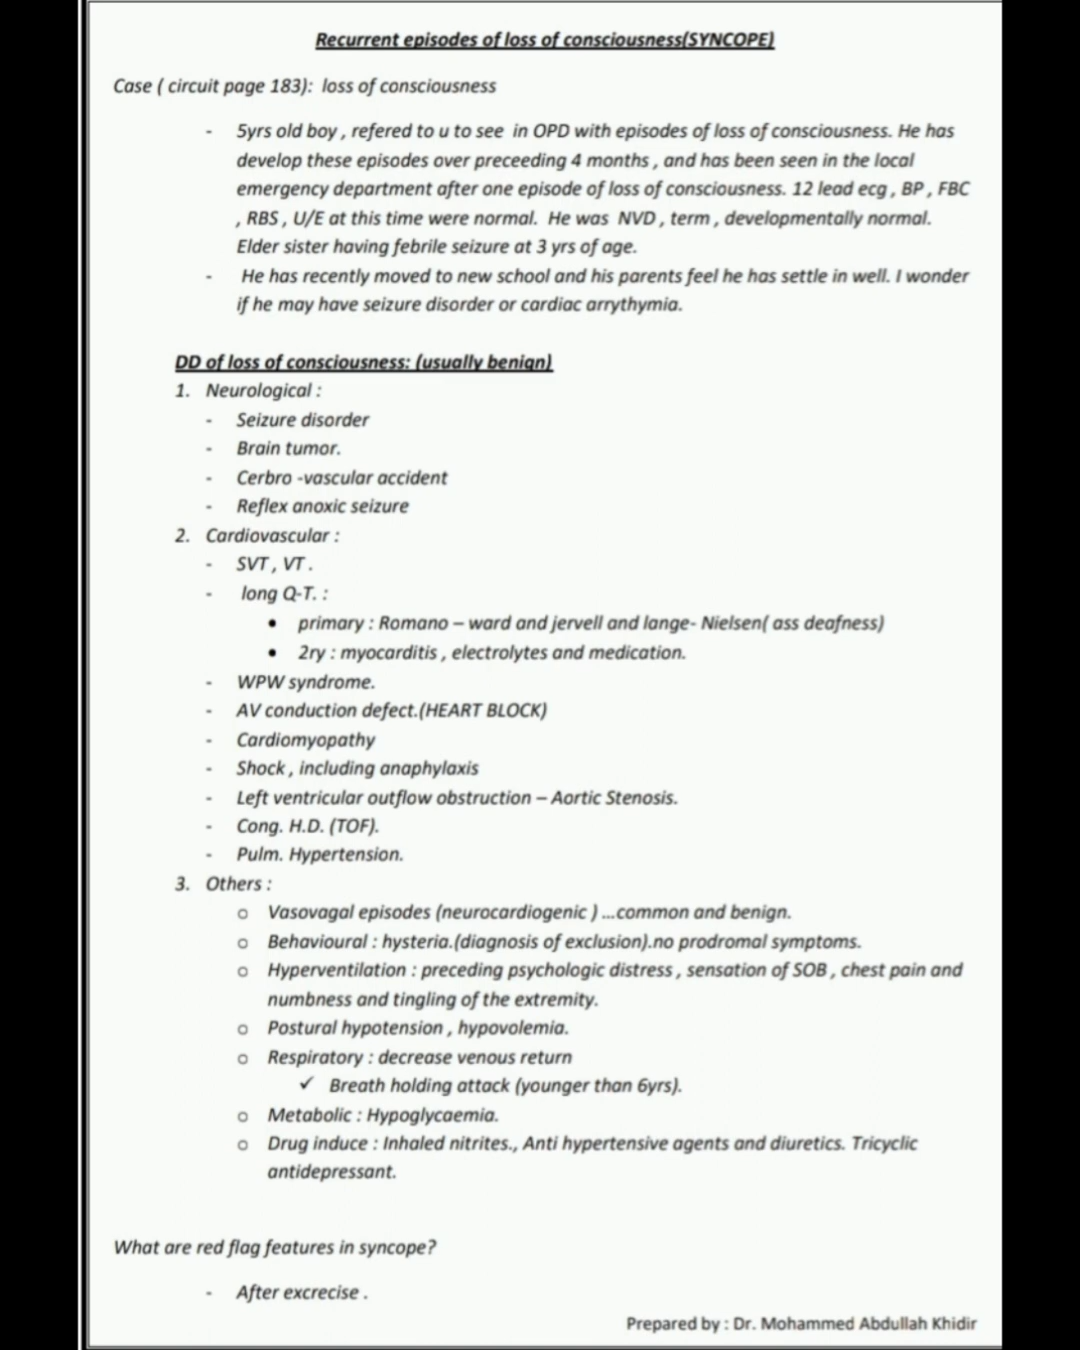 Recurrent episodes of loss of consciousness(SYNCOPE)
Case ( circuit page 183): loss of consciousness
- 5yrs old boy , refered to u to see in OPD with episodes of loss of consciousness. He has
develop these episodes over preceeding 4 months , and has been seen in the local
emergency department after one episode of loss of consciousness. 12 lead ecg , BP , FBC
, RBS , U/E at this time were normal. He was NVD , term , developmentally normal.
Elder sister having febrile seizure at 3 yrs of age.
- He has recently moved to new school and his parents feel he has settle in well. I wonder
if he may have seizure disorder or cardiac arrythymia.
DD of loss of consciousness: (usually benign)
1. Neurological :
- Seizure disorder
- Brain tumor.
- Cerbro -vascular accident
- Reflex anoxic seizure
2. Cardiovascular :
- SVT , VT .
- long Q-T. :
• primary : Romano – ward and jervell and lange- Nielsen( ass deafness)
• 2ry : myocarditis , electrolytes and medication.
- WPW syndrome.
- AV conduction defect.(HEART BLOCK)
- Cardiomyopathy
- Shock , including anaphylaxis
- Left ventricular outflow obstruction – Aortic Stenosis.
- Cong. H.D. (TOF).
- Pulm. Hypertension.
3. Others :
o Vasovagal episodes (neurocardiogenic ) ...common and benign.
o Behavioural : hysteria.(diagnosis of exclusion).no prodromal symptoms.
o Hyperventilation : preceding psychologic distress , sensation of SOB , chest pain and
numbness and tingling of the extremity.
o Postural hypotension , hypovolemia.
o Respiratory : decrease venous return
✓ Breath holding attack (younger than 6yrs).
o Metabolic : Hypoglycaemia.
o Drug induce : Inhaled nitrites., Anti hypertensive agents and diuretics. Tricyclic
antidepressant.
What are red flag features in syncope?
- After excrecise .
Prepared by : Dr. Mohammed Abdullah Khidir